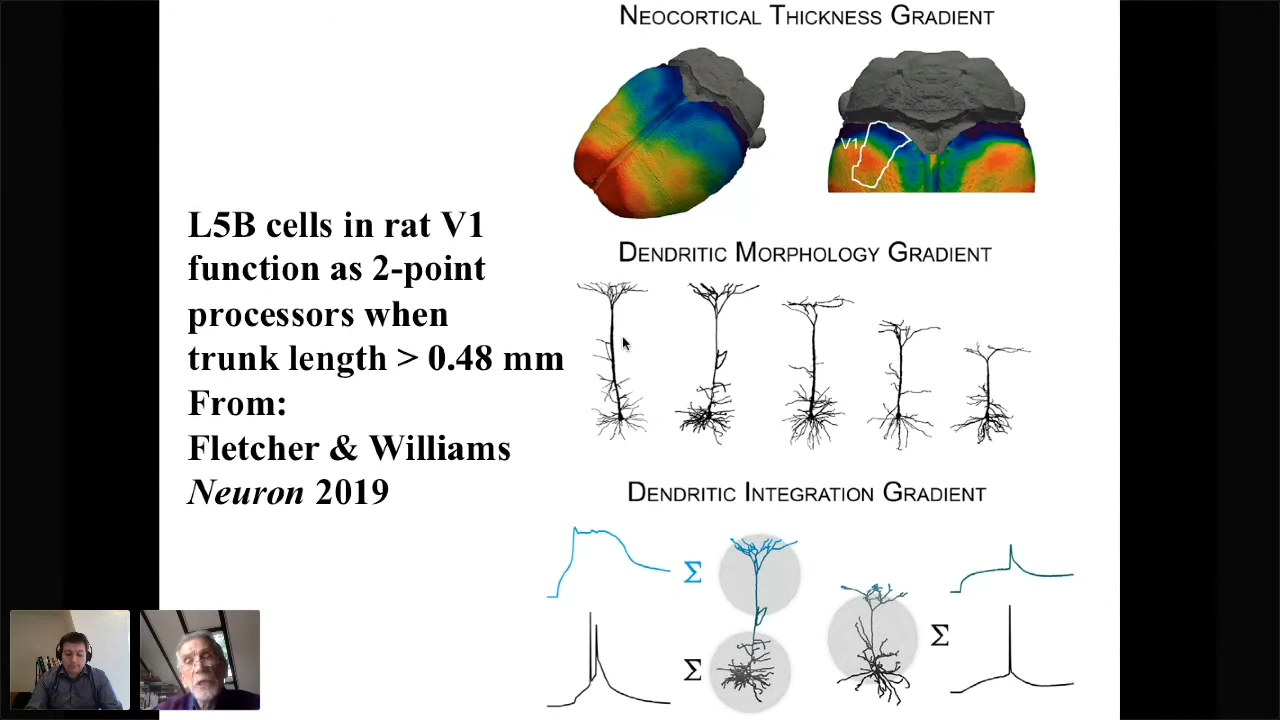 NEOCORTICAL THICKNESS GRADIENT
V1
L5B cells in rat V1
function as 2-point
processors when
trunk length > 0.48 mm
From:
Fletcher & Williams
Neuron 2019
DENDRITIC MORPHOLOGY GRADIENT
DENDRITIC INTEGRATION GRADIENT
Σ
Σ
Σ